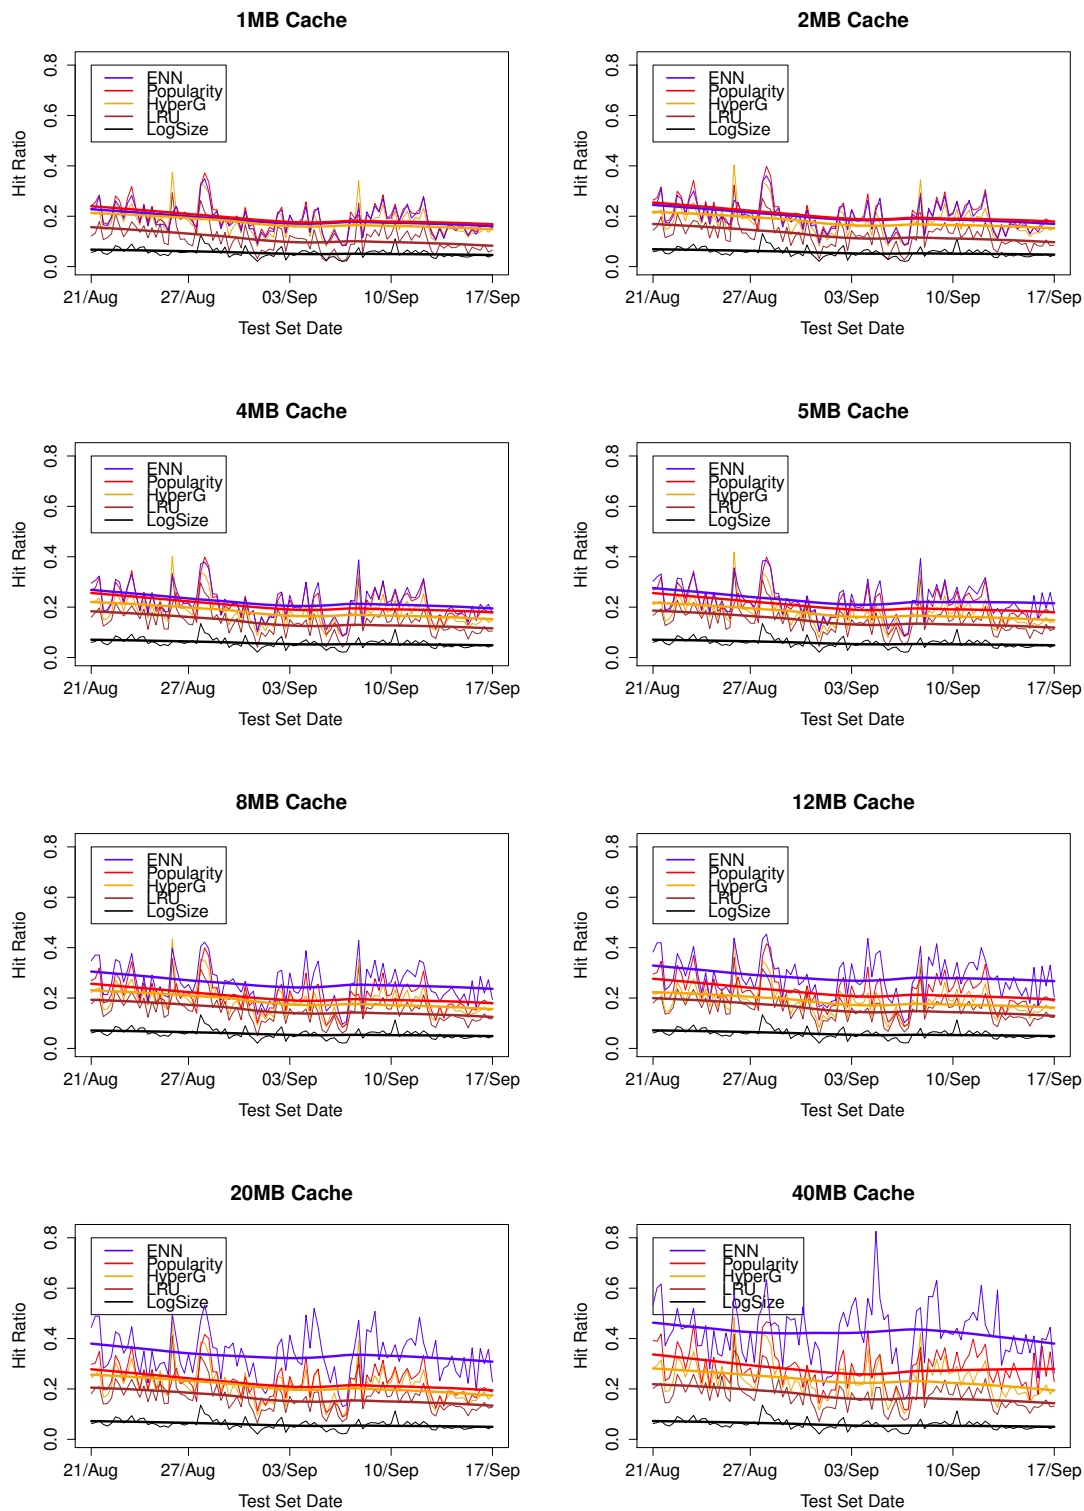 1MB Cache
Hit Ratio
0.0 0.2 0.4 0.6 0.8
ENN
Popularity
HyperG
LRU
LogSize
21/Aug 27/Aug 03/Sep 10/Sep 17/Sep
Test Set Date
2MB Cache
Hit Ratio
0.0 0.2 0.4 0.6 0.8
ENN
Popularity
HyperG
LRU
LogSize
21/Aug 27/Aug 03/Sep 10/Sep 17/Sep
Test Set Date
4MB Cache
Hit Ratio
0.0 0.2 0.4 0.6 0.8
ENN
Popularity
HyperG
LRU
LogSize
21/Aug 27/Aug 03/Sep 10/Sep 17/Sep
Test Set Date
5MB Cache
Hit Ratio
0.0 0.2 0.4 0.6 0.8
ENN
Popularity
HyperG
LRU
LogSize
21/Aug 27/Aug 03/Sep 10/Sep 17/Sep
Test Set Date
8MB Cache
Hit Ratio
0.0 0.2 0.4 0.6 0.8
ENN
Popularity
HyperG
LRU
LogSize
21/Aug 27/Aug 03/Sep 10/Sep 17/Sep
Test Set Date
12MB Cache
Hit Ratio
0.0 0.2 0.4 0.6 0.8
ENN
Popularity
HyperG
LRU
LogSize
21/Aug 27/Aug 03/Sep 10/Sep 17/Sep
Test Set Date
20MB Cache
Hit Ratio
0.0 0.2 0.4 0.6 0.8
ENN
Popularity
HyperG
LRU
LogSize
21/Aug 27/Aug 03/Sep 10/Sep 17/Sep
Test Set Date
40MB Cache
Hit Ratio
0.0 0.2 0.4 0.6 0.8
ENN
Popularity
HyperG
LRU
LogSize
21/Aug 27/Aug 03/Sep 10/Sep 17/Sep
Test Set Date